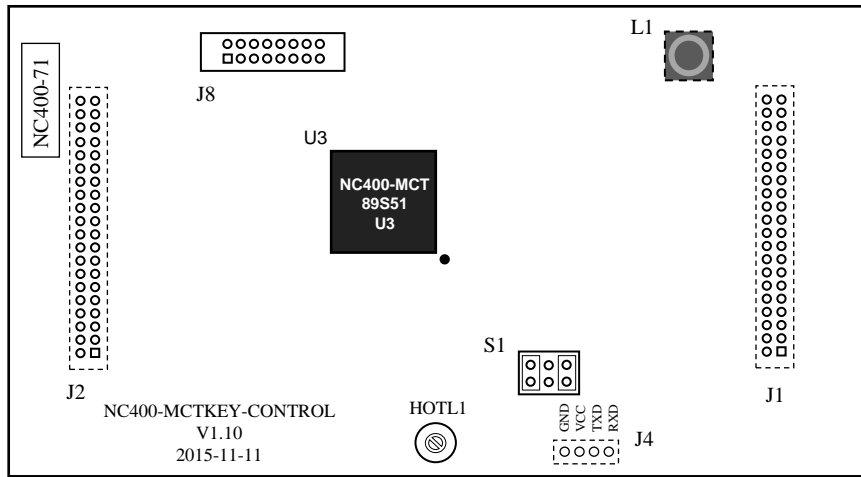 L1
NC400-71
J8
U3
NC400-MCT
89S51
U3
S1
J2
J1
NC400-MCTKEY-CONTROL
V1.10
2015-11-11
HOTL1
GND
VCC
TXD
RXD
J4